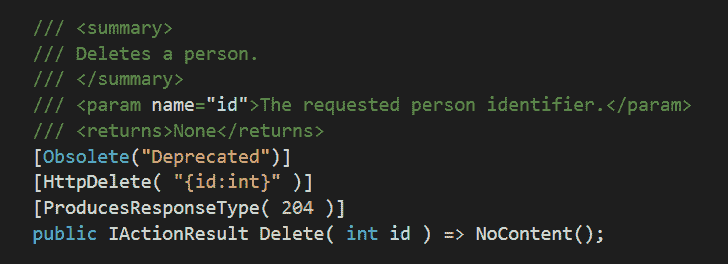 /// <summary>
/// Deletes a person.
/// </summary>
/// <param name="id">The requested person identifier.</param>
/// <returns>None</returns>
[Obsolete("Deprecated")]
[HttpDelete( "{id:int}" )]
[ProducesResponseType( 204 )]
public IActionResult Delete( int id ) => NoContent();